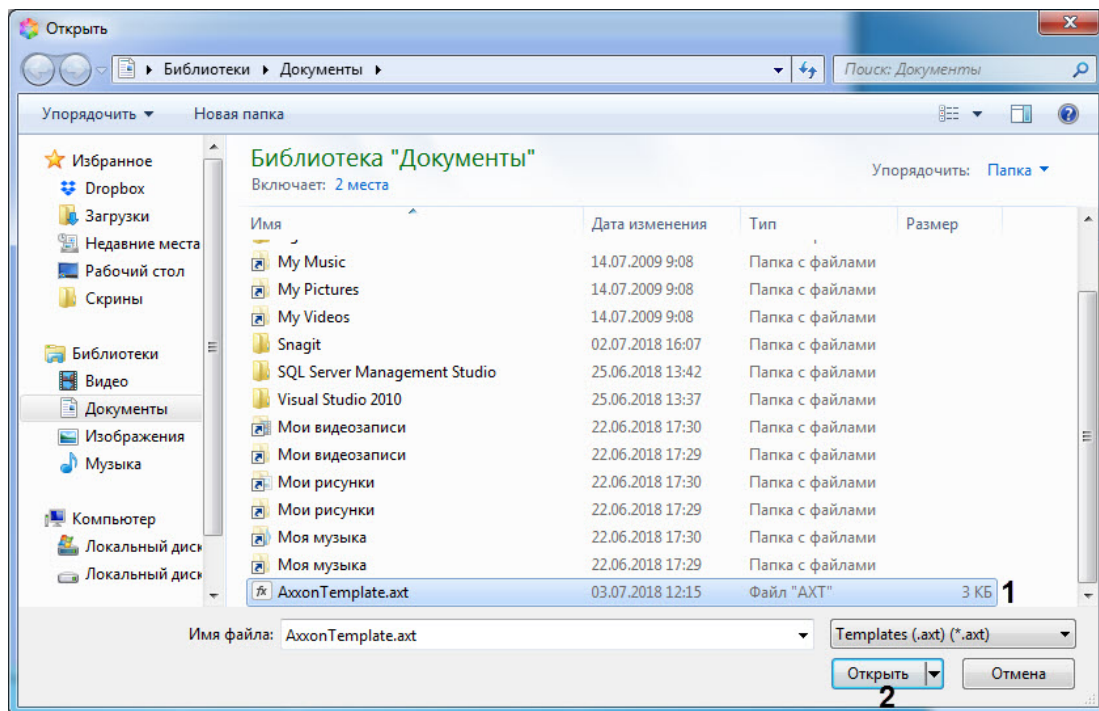 Открыть
Библиотеки Документы
Поиск: Документы
Упорядочить Новая папка
Избранное
Dropbox
Загрузки
Недавние места
Рабочий стол
Скрины
Библиотеки
Видео
Документы
Изображения
Музыка
Компьютер
Локальный диск
Локальный диск
Библиотека "Документы"
Включает: 2 места
Упорядочить: Папка
Имя Дата изменения Тип Размер
My Music 14.07.2009 9:08 Папка с файлами
My Pictures 14.07.2009 9:08 Папка с файлами
My Videos 14.07.2009 9:08 Папка с файлами
Snagit 02.07.2018 16:07 Папка с файлами
SQL Server Management Studio 25.06.2018 13:42 Папка с файлами
Visual Studio 2010 25.06.2018 13:37 Папка с файлами
Мои видеозаписи 22.06.2018 17:30 Папка с файлами
Мои видеозаписи 22.06.2018 17:29 Папка с файлами
Мои рисунки 22.06.2018 17:30 Папка с файлами
Мои рисунки 22.06.2018 17:29 Папка с файлами
Моя музыка 22.06.2018 17:30 Папка с файлами
Моя музыка 22.06.2018 17:29 Папка с файлами
AxxonTemplate.axt 03.07.2018 12:15 Файл "AXT" 3 КБ 1
Имя файла: AxxonTemplate.axt Templates (.axt) (*.axt)
Открыть Отмена
2